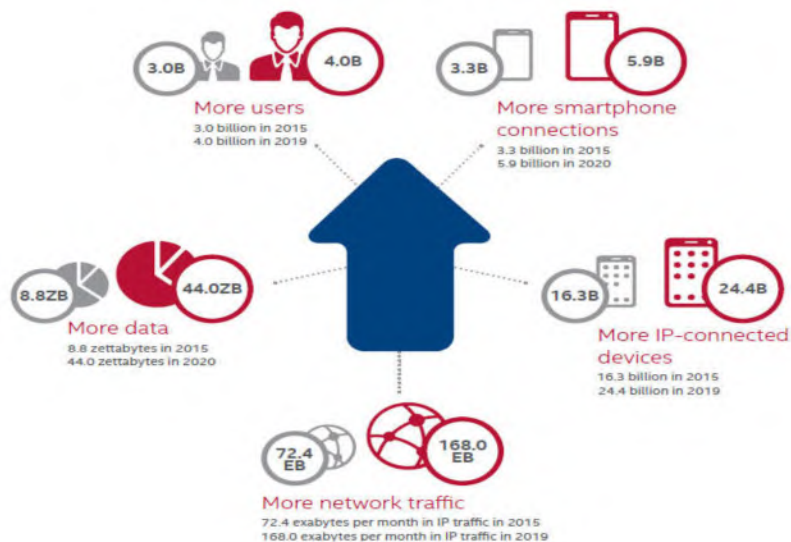 3.0B
4.0B
More users
3.0 billion in 2015
4.0 billion in 2019
3.3B
5.9B
More smartphone
connections
3.3 billion in 2015
5.9 billion in 2020
8.8ZB
44.0ZB
More data
8.8 zettabytes in 2015
44.0 zettabytes in 2020
16.3B
24.4B
More IP-connected
devices
16.3 billion in 2015
24.4 billion in 2019
72.4
EB
168.0
EB
More network traffic
72.4 exabytes per month in IP traffic in 2015
168.0 exabytes per month in IP traffic in 2019